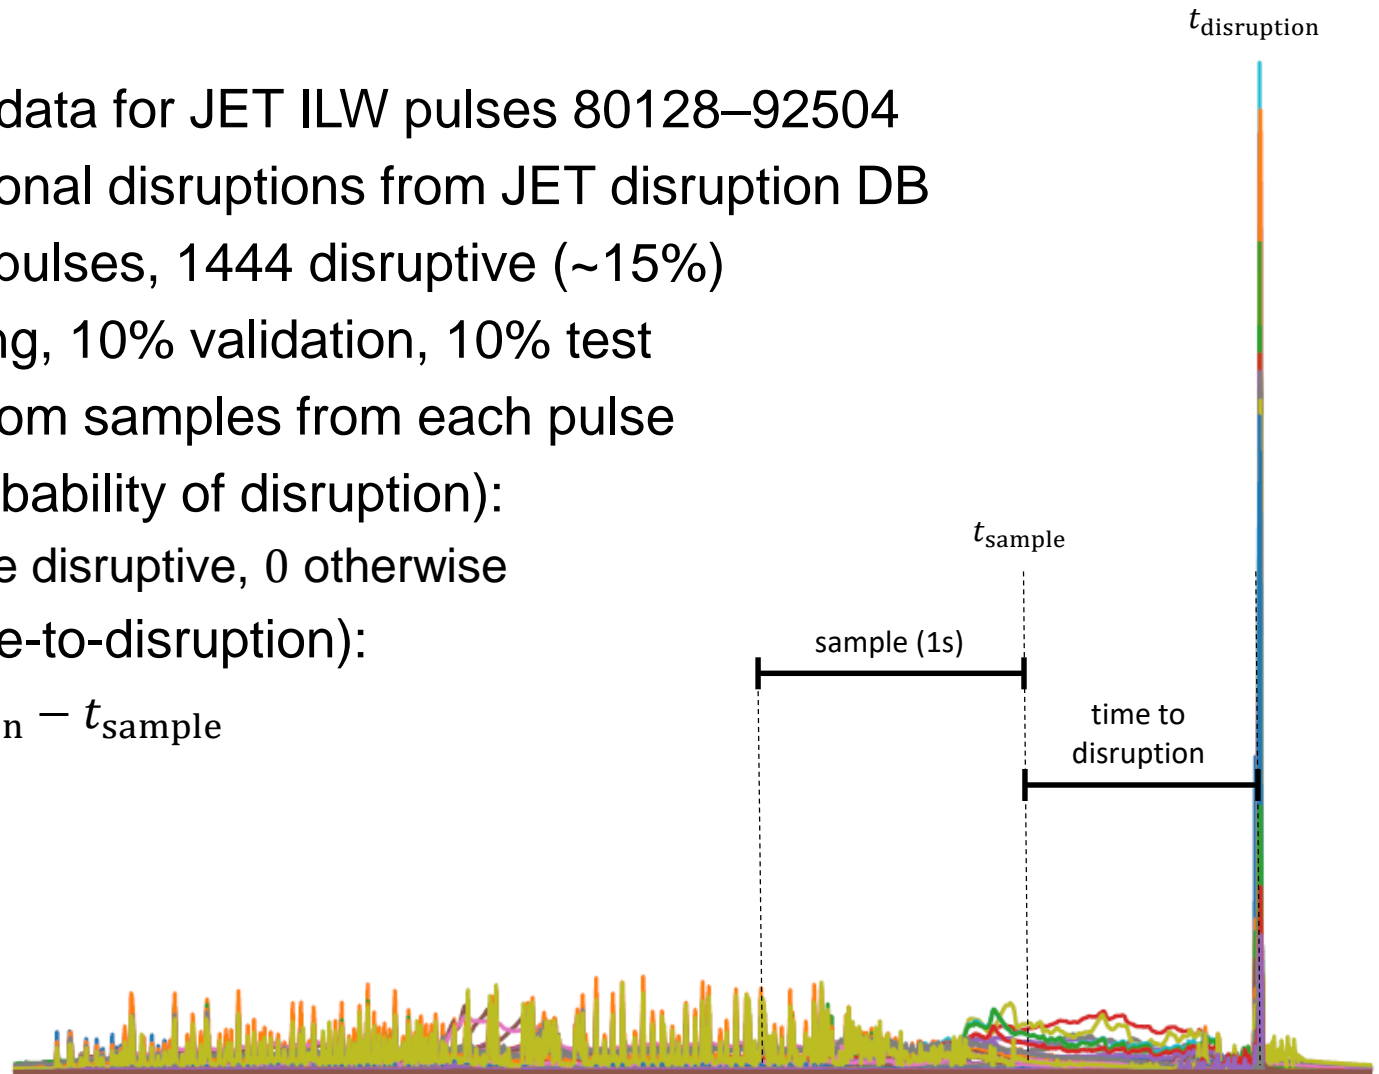 data for JET ILW pulses 80128–92504
onal disruptions from JET disruption DB
pulses, 1444 disruptive (~15%)
ng, 10% validation, 10% test
om samples from each pulse
bability of disruption):
e disruptive, 0 otherwise
e-to-disruption):
n − t_sample
t_disruption
t_sample
sample (1s)
time to
disruption